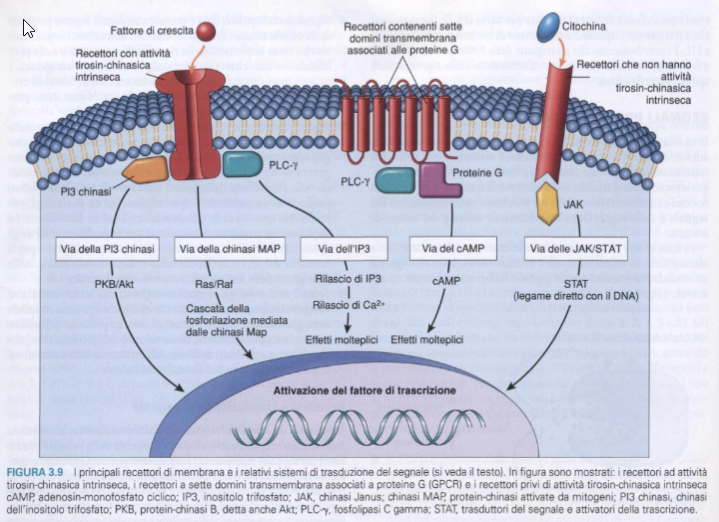 Fattore di crescita
Recettori con attività
tirosin-chinasica
intrinseca
Recettori contenenti sette
domini transmembrana
associati alle proteine G
Citochina
Recettori che non hanno
attività
tirosin-chinasica
intrinseca
PI3 chinasi
PLC-γ
PLC-γ
Proteine G
JAK
Via della PI3 chinasi
Via della chinasi MAP
Via dell'IP3
Via del cAMP
Via delle JAK/STAT
PKB/Akt
Ras/Raf
Cascata della
fosforilazione mediata
dalle chinasi Map
Rilascio di IP3
Rilascio di Ca2+
Effetti molteplici
cAMP
Effetti molteplici
STAT
(legame diretto con il DNA)
Attivazione del fattore di trascrizione
FIGURA 3.9 I principali recettori di membrana e i relativi sistemi di trasduzione del segnale (si veda il testo). In figura sono mostrati: i recettori ad attività
tirosin-chinasica intrinseca, i recettori a sette domini transmembrana associati a proteine G (GPCR) e i recettori privi di attività tirosin-chinasica intrinseca
cAMP, adenosin-monofosfato ciclico; IP3, inositolo trifosfato; JAK, chinasi Janus; chinasi MAP, protein-chinasi attivate da mitogeni; PI3 chinasi, chinasi
dell'inositolo trifosfato; PKB, protein-chinasi B, detta anche Akt; PLC-γ, fosfolipasi C gamma; STAT, trasduttori del segnale e attivatori della trascrizione.